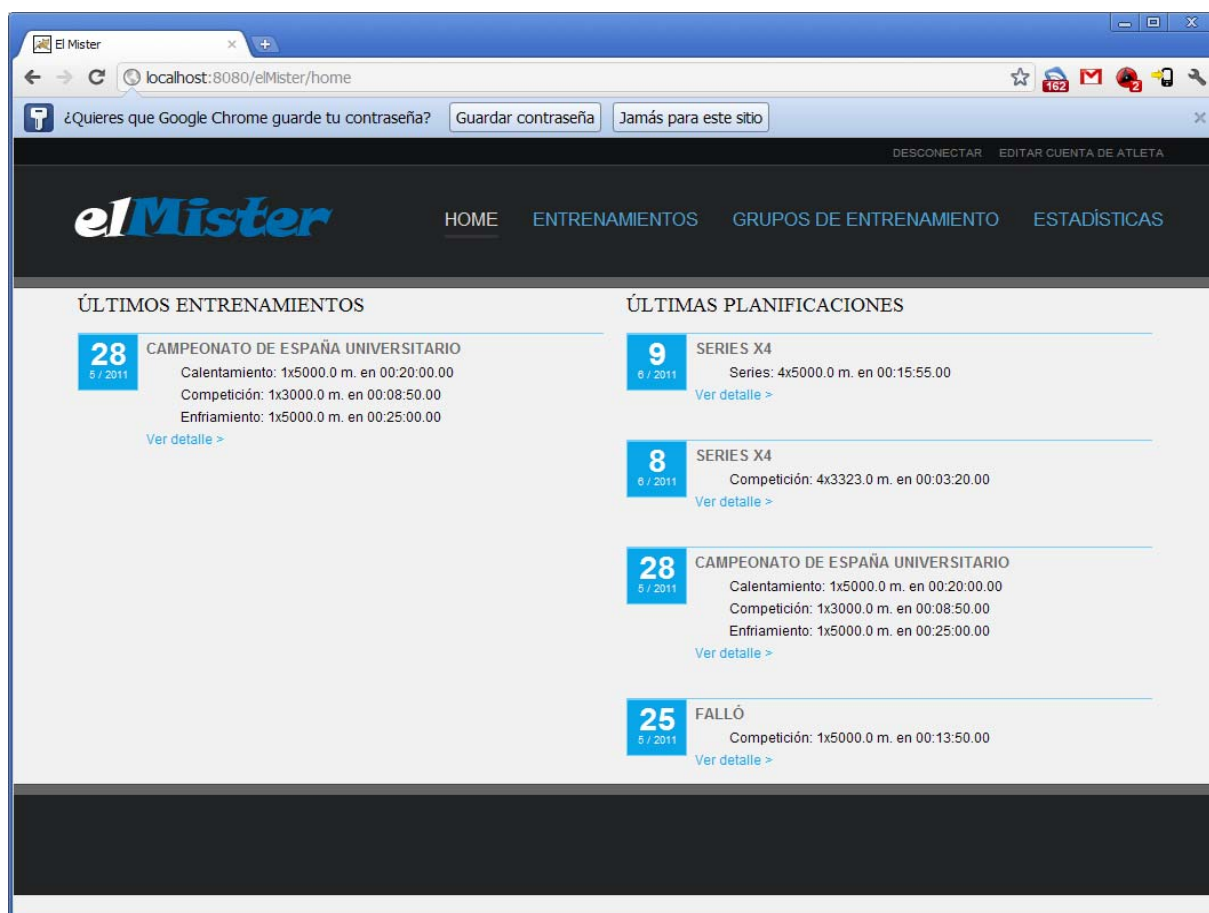 El Mister
localhost:8080/elMister/home
162
2
¿Quieres que Google Chrome guarde tu contraseña? Guardar contraseña Jamás para este sitio
DESCONECTAR EDITAR CUENTA DE ATLETA
elMister
HOME ENTRENAMIENTOS GRUPOS DE ENTRENAMIENTO ESTADÍSTICAS
ÚLTIMOS ENTRENAMIENTOS
28
5 / 2011
CAMPEONATO DE ESPAÑA UNIVERSITARIO
Calentamiento: 1x5000.0 m. en 00:20:00.00
Competición: 1x3000.0 m. en 00:08:50.00
Enfriamiento: 1x5000.0 m. en 00:25:00.00
Ver detalle >
ÚLTIMAS PLANIFICACIONES
9
6 / 2011
SERIES X4
Series: 4x5000.0 m. en 00:15:55.00
Ver detalle >
8
6 / 2011
SERIES X4
Competición: 4x3323.0 m. en 00:03:20.00
Ver detalle >
28
5 / 2011
CAMPEONATO DE ESPAÑA UNIVERSITARIO
Calentamiento: 1x5000.0 m. en 00:20:00.00
Competición: 1x3000.0 m. en 00:08:50.00
Enfriamiento: 1x5000.0 m. en 00:25:00.00
Ver detalle >
25
5 / 2011
FALLÓ
Competición: 1x5000.0 m. en 00:13:50.00
Ver detalle >